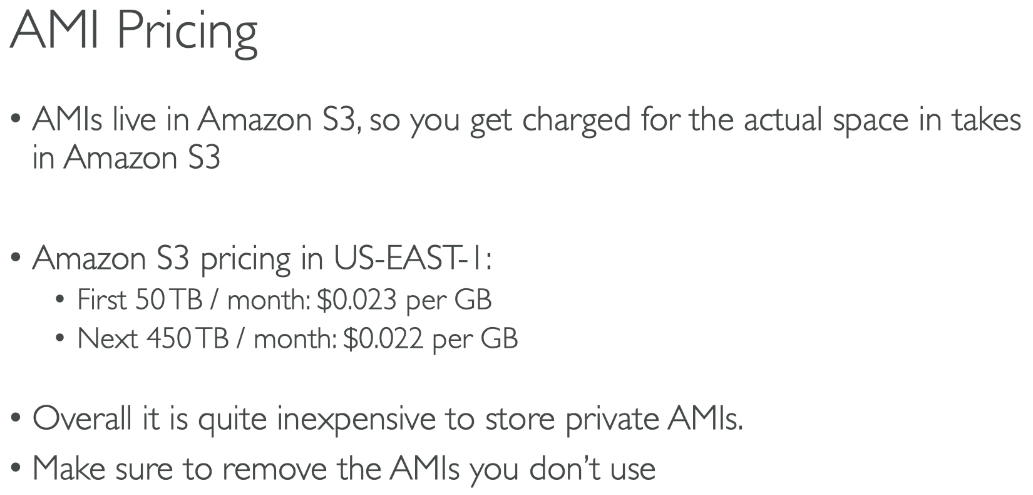 AMI Pricing
• AMIs live in Amazon S3, so you get charged for the actual space in takes
in Amazon S3
• Amazon S3 pricing in US-EAST-1:
• First 50 TB / month: $0.023 per GB
• Next 450 TB / month: $0.022 per GB
• Overall it is quite inexpensive to store private AMIs.
• Make sure to remove the AMIs you don't use